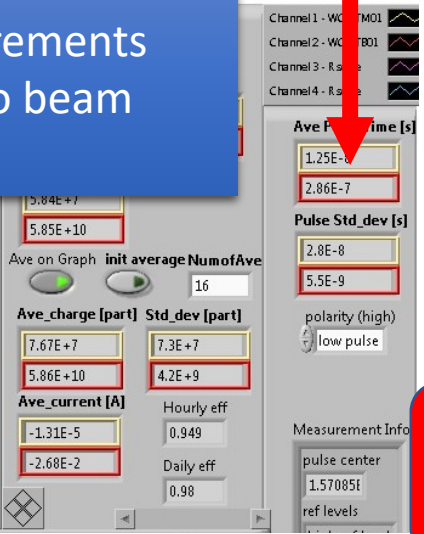 rements
o beam
5.84E+7
5.85E+10
Ave on Graph init average NumofAve
16
Ave_charge [part] Std_dev [part]
7.67E+7 7.3E+7
5.86E+10 4.2E+9
Ave_current [A] Hourly eff
-1.31E-5 0.949
-2.68E-2 Daily eff
0.98
Channel 1 - WC TM01
Channel 2 - WC TB01
Channel 3 - R s e
Channel 4 - R s e
Ave P ime [s]
1.25E-
2.86E-7
Pulse Std_dev [s]
2.8E-8
5.5E-9
polarity (high)
low pulse
Measurement Info
pulse center
1.57085E
ref levels